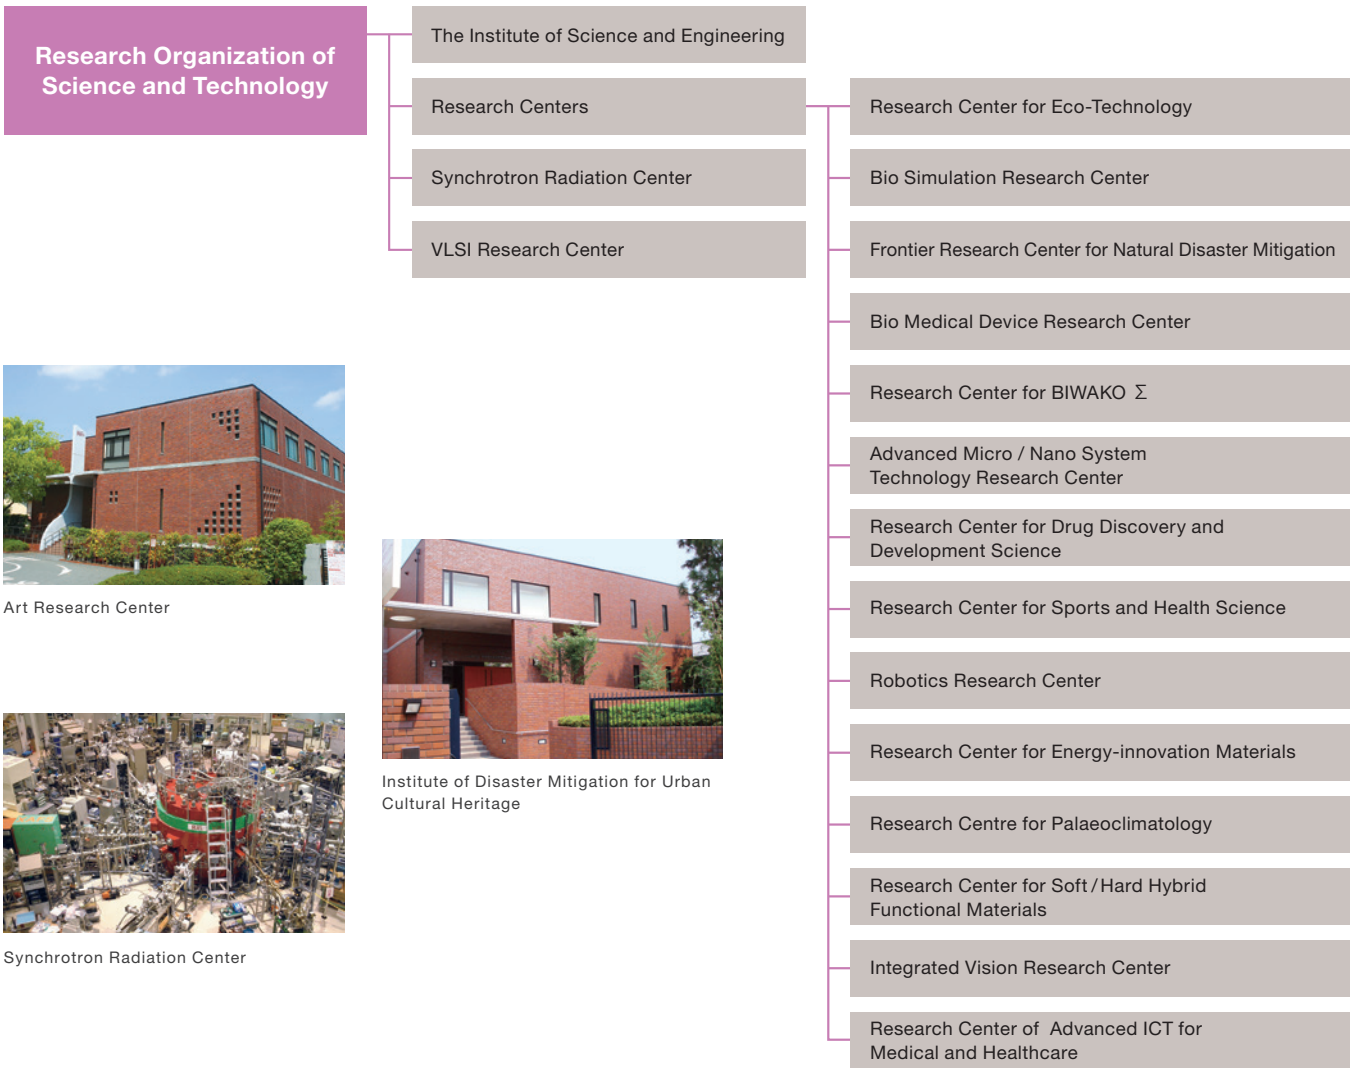 Research Organization of
Science and Technology
The Institute of Science and Engineering
Research Centers
Synchrotron Radiation Center
VLSI Research Center
Research Center for Eco-Technology
Bio Simulation Research Center
Frontier Research Center for Natural Disaster Mitigation
Bio Medical Device Research Center
Research Center for BIWAKO Σ
Advanced Micro / Nano System
Technology Research Center
Research Center for Drug Discovery and
Development Science
Research Center for Sports and Health Science
Robotics Research Center
Research Center for Energy-innovation Materials
Research Centre for Palaeoclimatology
Research Center for Soft / Hard Hybrid
Functional Materials
Integrated Vision Research Center
Research Center of Advanced ICT for
Medical and Healthcare
Art Research Center
Institute of Disaster Mitigation for Urban
Cultural Heritage
Synchrotron Radiation Center